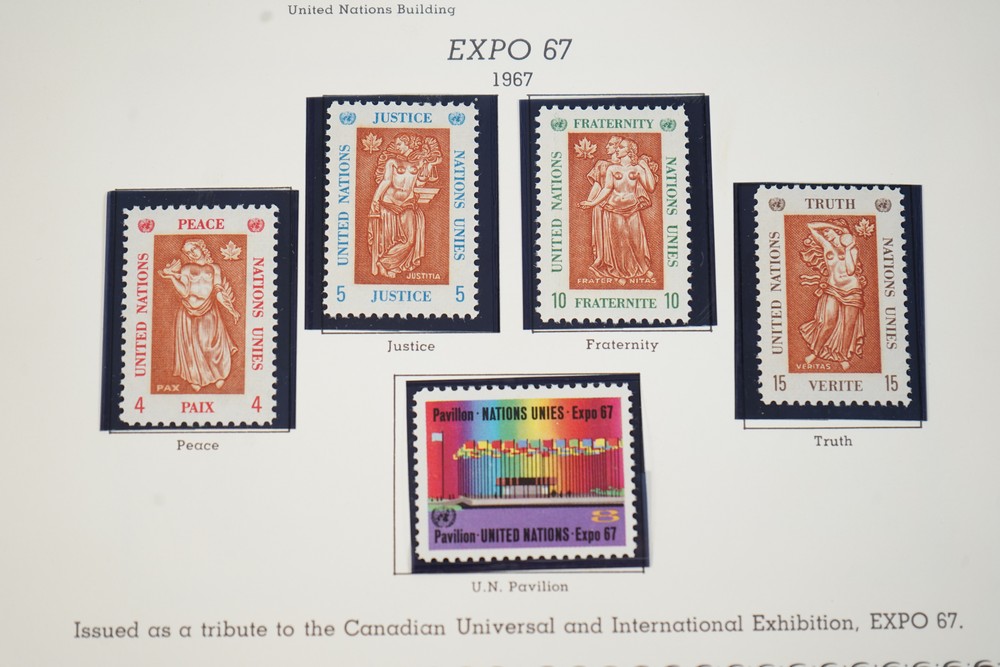 United Nations Building
EXPO 67
1967
JUSTICE
UNITED NATIONS
NATIONS UNIES
JUSTITIA
5 JUSTICE 5
Justice
FRATERNITY
UNITED NATIONS
NATIONS UNIES
FRATERNITAS
10 FRATERNITE 10
Fraternity
PEACE
UNITED NATIONS
NATIONS UNIES
PAX
4 PAIX 4
Peace
TRUTH
UNITED NATIONS
NATIONS UNIES
VERITAS
15 VERITE 15
Truth
Pavillon · NATIONS UNIES · Expo 67
8
Pavilion · UNITED NATIONS · Expo 67
U.N. Pavilion
Issued as a tribute to the Canadian Universal and International Exhibition, EXPO 67.